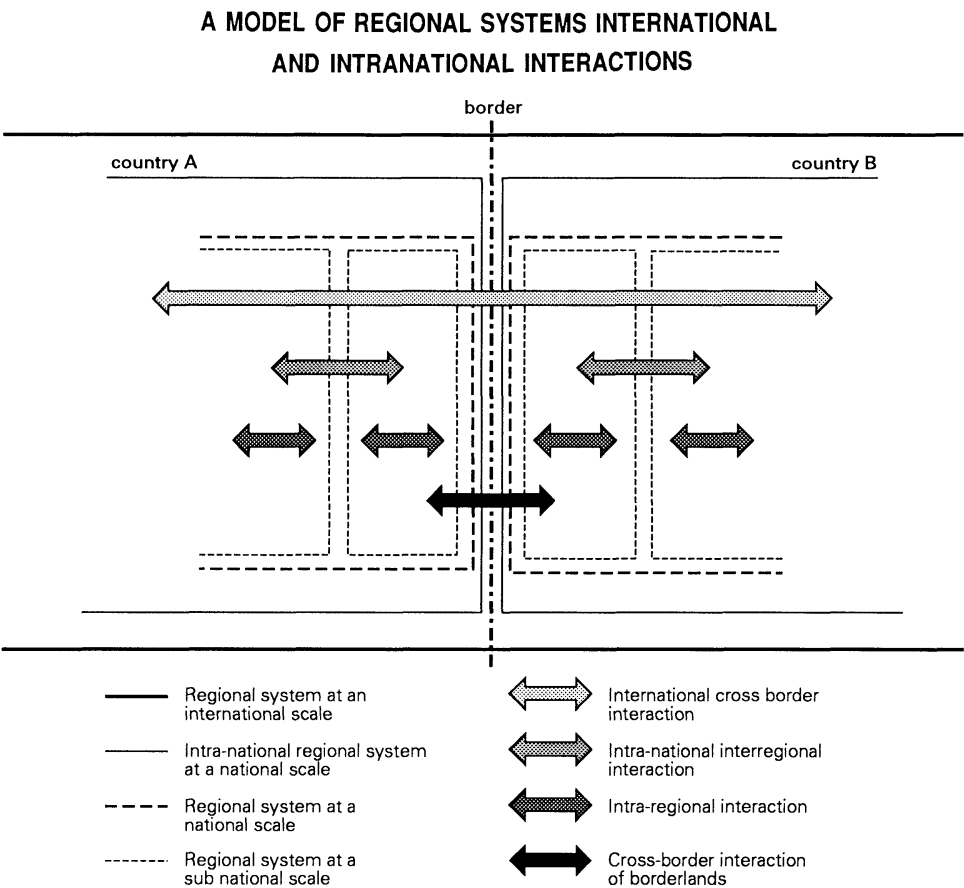 A MODEL OF REGIONAL SYSTEMS INTERNATIONAL
AND INTRANATIONAL INTERACTIONS
border
country A
country B
Regional system at an
international scale
Intra-national regional system
at a national scale
Regional system at a
national scale
Regional system at a
sub national scale
International cross border
interaction
Intra-national interregional
interaction
Intra-regional interaction
Cross-border interaction
of borderlands